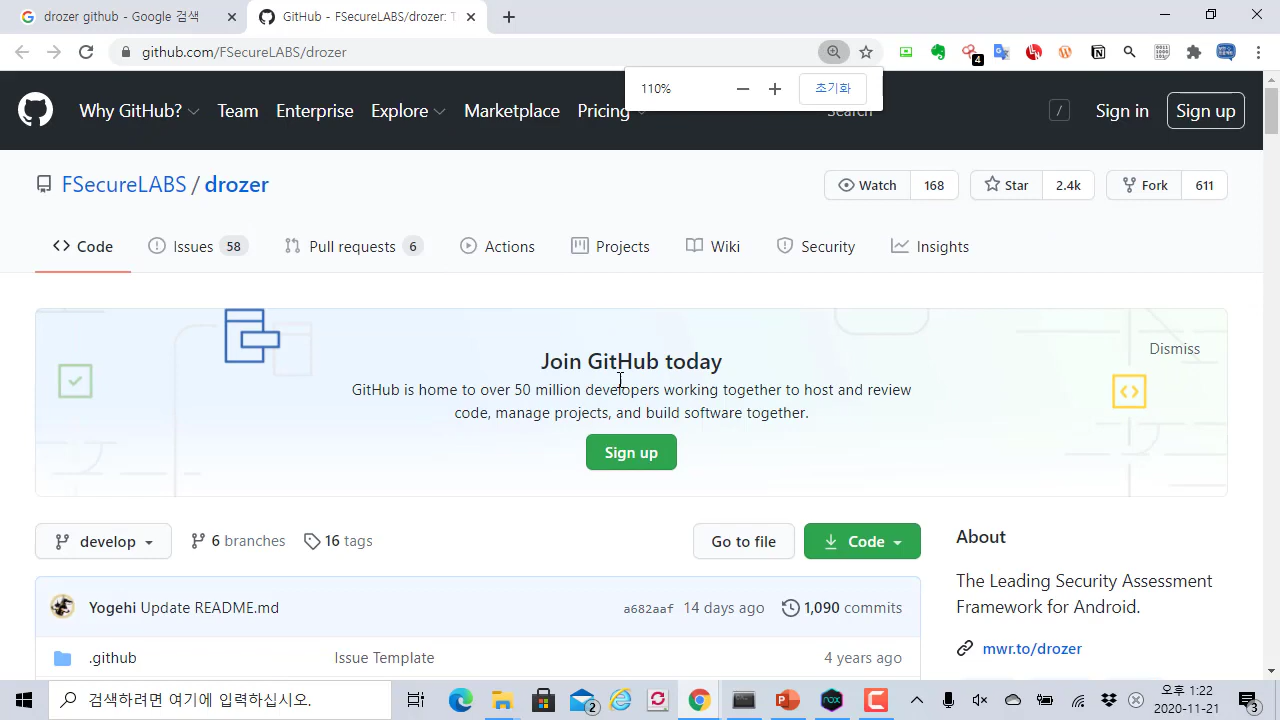 drozer github - Google 검색
GitHub - FSecureLABS/drozer: T
github.com/FSecureLABS/drozer
4
110%
초기화
Why GitHub?
Team
Enterprise
Explore
Marketplace
Pricing
Search
/
Sign in
Sign up
FSecureLABS / drozer
Watch 168
Star 2.4k
Fork 611
Code
Issues 58
Pull requests 6
Actions
Projects
Wiki
Security
Insights
Join GitHub today
Dismiss
GitHub is home to over 50 million developers working together to host and review
code, manage projects, and build software together.
Sign up
develop
6 branches
16 tags
Go to file
Code
About
The Leading Security Assessment
Framework for Android.
mwr.to/drozer
Yogehi Update README.md
a682aaf 14 days ago
1,090 commits
.github
Issue Template
4 years ago
검색하려면 여기에 입력하십시오.
2
nox
오후 1:22
2020-11-21
3